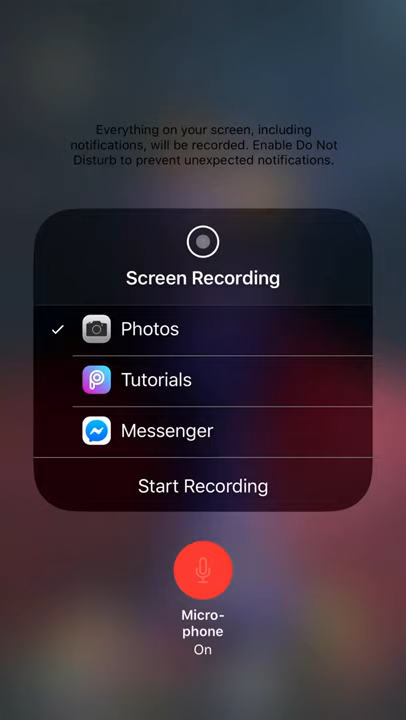 Everything on your screen, including
notifications, will be recorded. Enable Do Not
Disturb to prevent unexpected notifications.
Screen Recording
Photos
Tutorials
Messenger
Start Recording
Micro-
phone
On